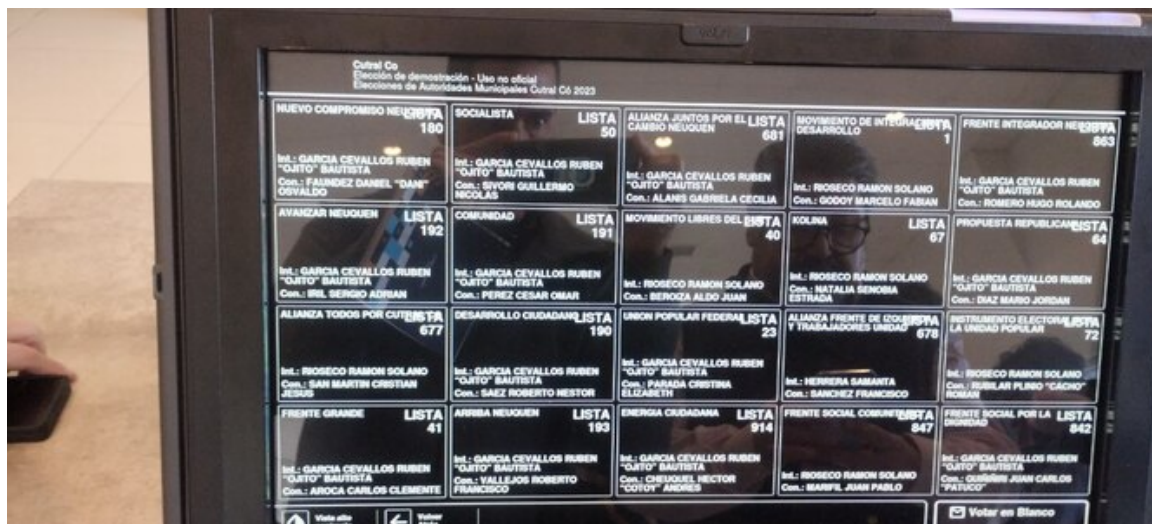 Cutral Co
Elección de demostración - Uso no oficial
Elecciones de Autoridades Municipales Cutral Có 2023
NUEVO COMPROMISO
LISTA
180
Int.: GARCIA CEVALLOS RUBEN
"OJITO" BAUTISTA
Con.: FAUNDEZ DANIEL "DANI"
OSVALDO
SOCIALISTA
LISTA
50
Int.: GARCIA CEVALLOS RUBEN
"OJITO" BAUTISTA
Con.: SIVORI GUILLERMO
NICOLAS
ALIANZA JUNTOS POR EL
CAMBIO NEUQUEN
LISTA
681
Int.: GARCIA CEVALLOS RUBEN
"OJITO" BAUTISTA
Con.: ALANIS GABRIELA CECILIA
MOVIMIENTO DE
DESARROLLO
LISTA
1
Int.: RIOSECO RAMON SOLANO
Con.: GODOY MARCELO FABIAN
FRENTE INTEGRADOR
LISTA
863
Int.: GARCIA CEVALLOS RUBEN
"OJITO" BAUTISTA
Con.: ROMERO HUGO ROLANDO
AVANZAR NEUQUEN
LISTA
192
Int.: GARCIA CEVALLOS RUBEN
"OJITO" BAUTISTA
Con.: IRIL SERGIO ADRIAN
COMUNIDAD
LISTA
191
Int.: GARCIA CEVALLOS RUBEN
"OJITO" BAUTISTA
Con.: PEREZ CESAR OMAR
MOVIMIENTO LIBRES DEL
LISTA
40
Int.: RIOSECO RAMON SOLANO
Con.: BEROIZA ALDO JUAN
KOLINA
LISTA
67
Int.: RIOSECO RAMON SOLANO
Con.: NATALIA SENOBIA
ESTRADA
PROPUESTA
LISTA
64
Int.: GARCIA CEVALLOS RUBEN
"OJITO" BAUTISTA
Con.: DIAZ MARIO JORDAN
ALIANZA TODOS POR
LISTA
677
Int.: RIOSECO RAMON SOLANO
Con.: SAN MARTIN CRISTIAN
JESUS
DESARROLLO CIUDADANO
LISTA
190
Int.: GARCIA CEVALLOS RUBEN
"OJITO" BAUTISTA
Con.: SAEZ ROBERTO NESTOR
UNION POPULAR FEDERAL
LISTA
23
Int.: GARCIA CEVALLOS RUBEN
"OJITO" BAUTISTA
Con.: PARADA CRISTINA
ELIZABETH
ALIANZA FRENTE DE
Y TRABAJADORES UNIDAD
LISTA
678
Int.: HERRERA SAMANTA
Con.: SANCHEZ FRANCISCO
INSTRUMENTO ELECTORAL
LA UNIDAD POPULAR
LISTA
72
Int.: RIOSECO RAMON SOLANO
Con.: RUBILAR PLINIO "CACHO"
ROMAN
FRENTE GRANDE
LISTA
41
Int.: GARCIA CEVALLOS RUBEN
"OJITO" BAUTISTA
Con.: AROCA CARLOS CLEMENTE
ARRIBA NEUQUEN
LISTA
193
Int.: GARCIA CEVALLOS RUBEN
"OJITO" BAUTISTA
Con.: VALLEJOS ROBERTO
FRANCISCO
ENERGIA CIUDADANA
LISTA
914
Int.: GARCIA CEVALLOS RUBEN
"OJITO" BAUTISTA
Con.: CHEUQUEL HECTOR
"COTOY" ANDRES
FRENTE SOCIAL
LISTA
847
Int.: RIOSECO RAMON SOLANO
Con.: MARIFIL JUAN PABLO
FRENTE SOCIAL POR LA
DIGNIDAD
LISTA
842
Int.: GARCIA CEVALLOS RUBEN
"OJITO" BAUTISTA
Con.: JUAN CARLOS
"PATUCO"
Vista alto
Volver
Votar en Blanco